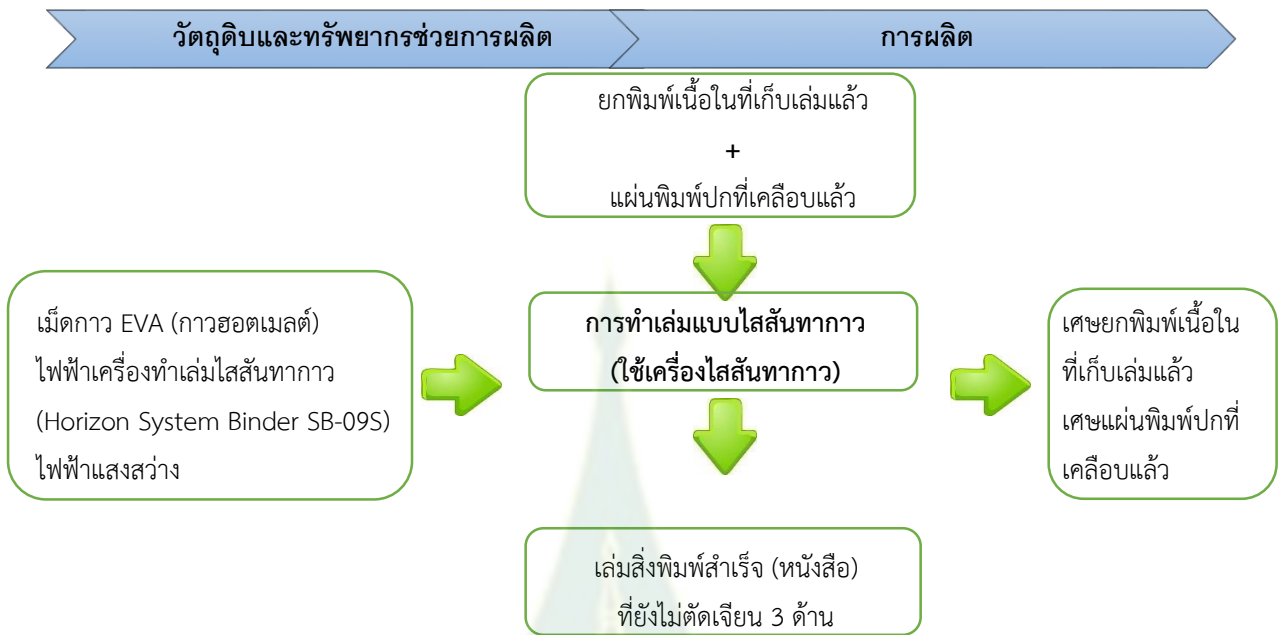 วัตถุดิบและทรัพยากรช่วยการผลิต
การผลิต
ยกพิมพ์เนื้อในที่เก็บเล่มแล้ว
+
แผ่นพิมพ์ปกที่เคลือบแล้ว
เม็ดกาว EVA (กาวฮอตเมลต์)
ไฟฟ้าเครื่องทำเล่มไสสันทากาว
(Horizon System Binder SB-09S)
ไฟฟ้าแสงสว่าง
การทำเล่มแบบไสสันทากาว
(ใช้เครื่องไสสันทากาว)
เศษยกพิมพ์เนื้อใน
ที่เก็บเล่มแล้ว
เศษแผ่นพิมพ์ปกที่
เคลือบแล้ว
เล่มสิ่งพิมพ์สำเร็จ (หนังสือ)
ที่ยังไม่ตัดเจียน 3 ด้าน